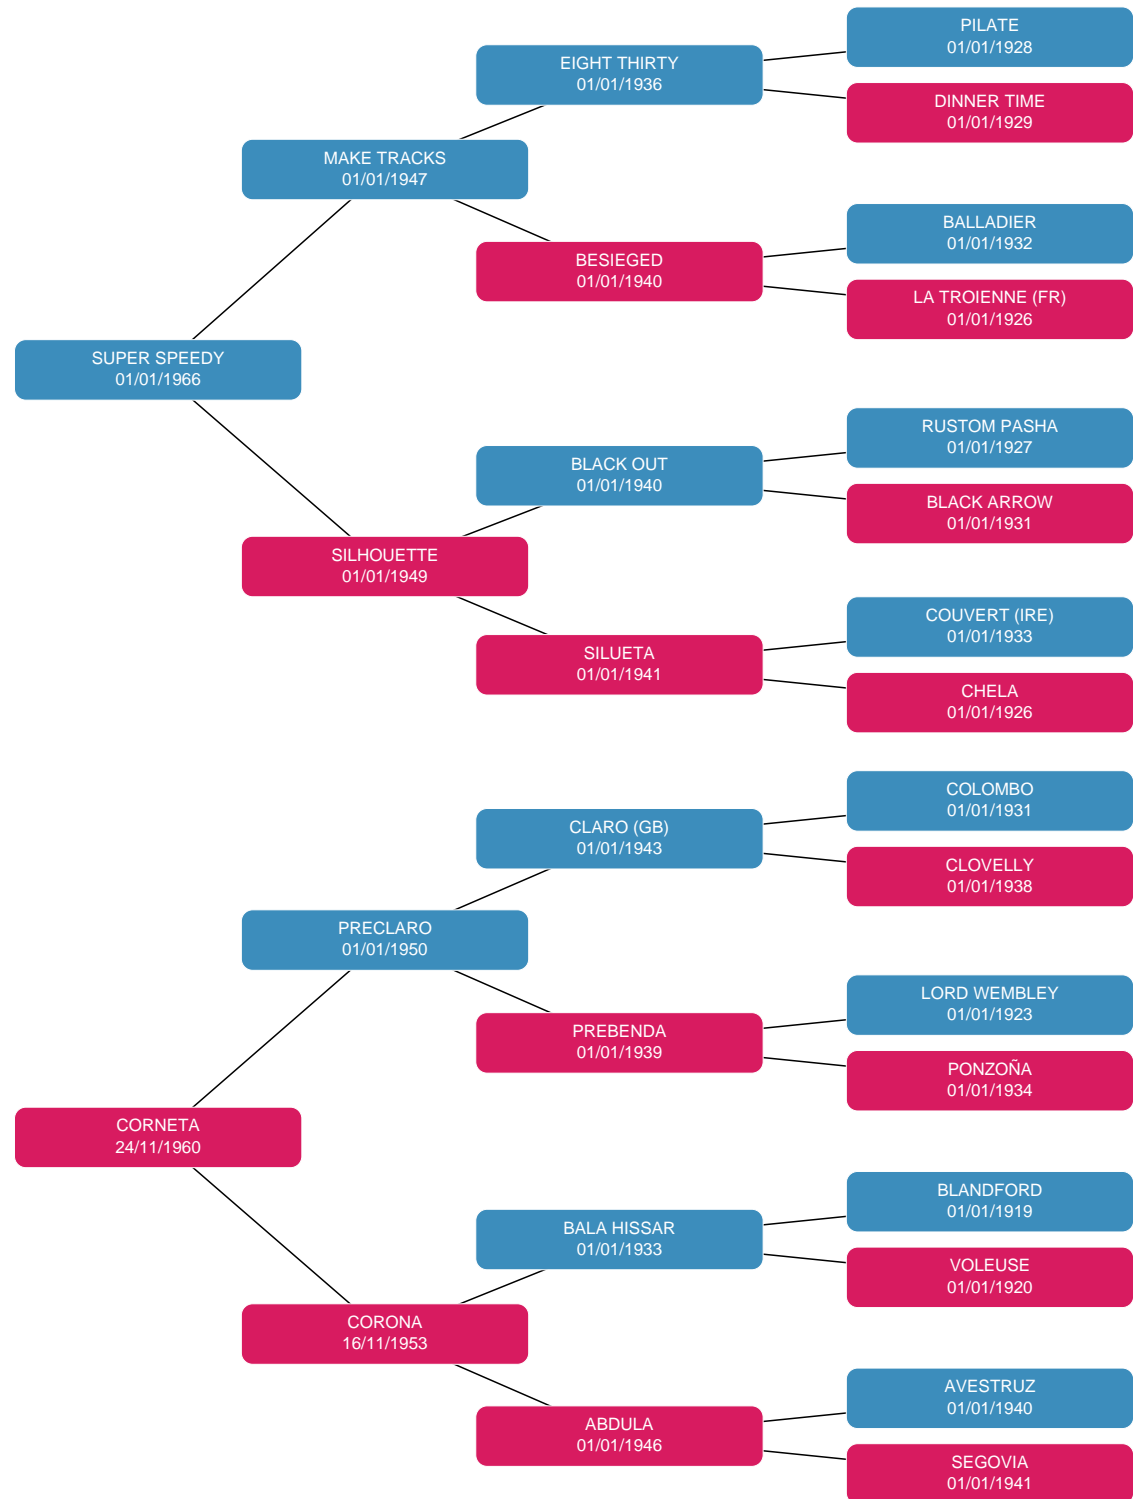 PILATE
01/01/1928
EIGHT THIRTY
01/01/1936
DINNER TIME
01/01/1929
MAKE TRACKS
01/01/1947
BALLADIER
01/01/1932
BESIEGED
01/01/1940
LA TROIENNE (FR)
01/01/1926
SUPER SPEEDY
01/01/1966
RUSTOM PASHA
01/01/1927
BLACK OUT
01/01/1940
BLACK ARROW
01/01/1931
SILHOUETTE
01/01/1949
COUVERT (IRE)
01/01/1933
SILUETA
01/01/1941
CHELA
01/01/1926
COLOMBO
01/01/1931
CLARO (GB)
01/01/1943
CLOVELLY
01/01/1938
PRECLARO
01/01/1950
LORD WEMBLEY
01/01/1923
PREBENDA
01/01/1939
PONZOÑA
01/01/1934
CORNETA
24/11/1960
BLANDFORD
01/01/1919
BALA HISSAR
01/01/1933
VOLEUSE
01/01/1920
CORONA
16/11/1953
AVESTRUZ
01/01/1940
ABDULA
01/01/1946
SEGOVIA
01/01/1941